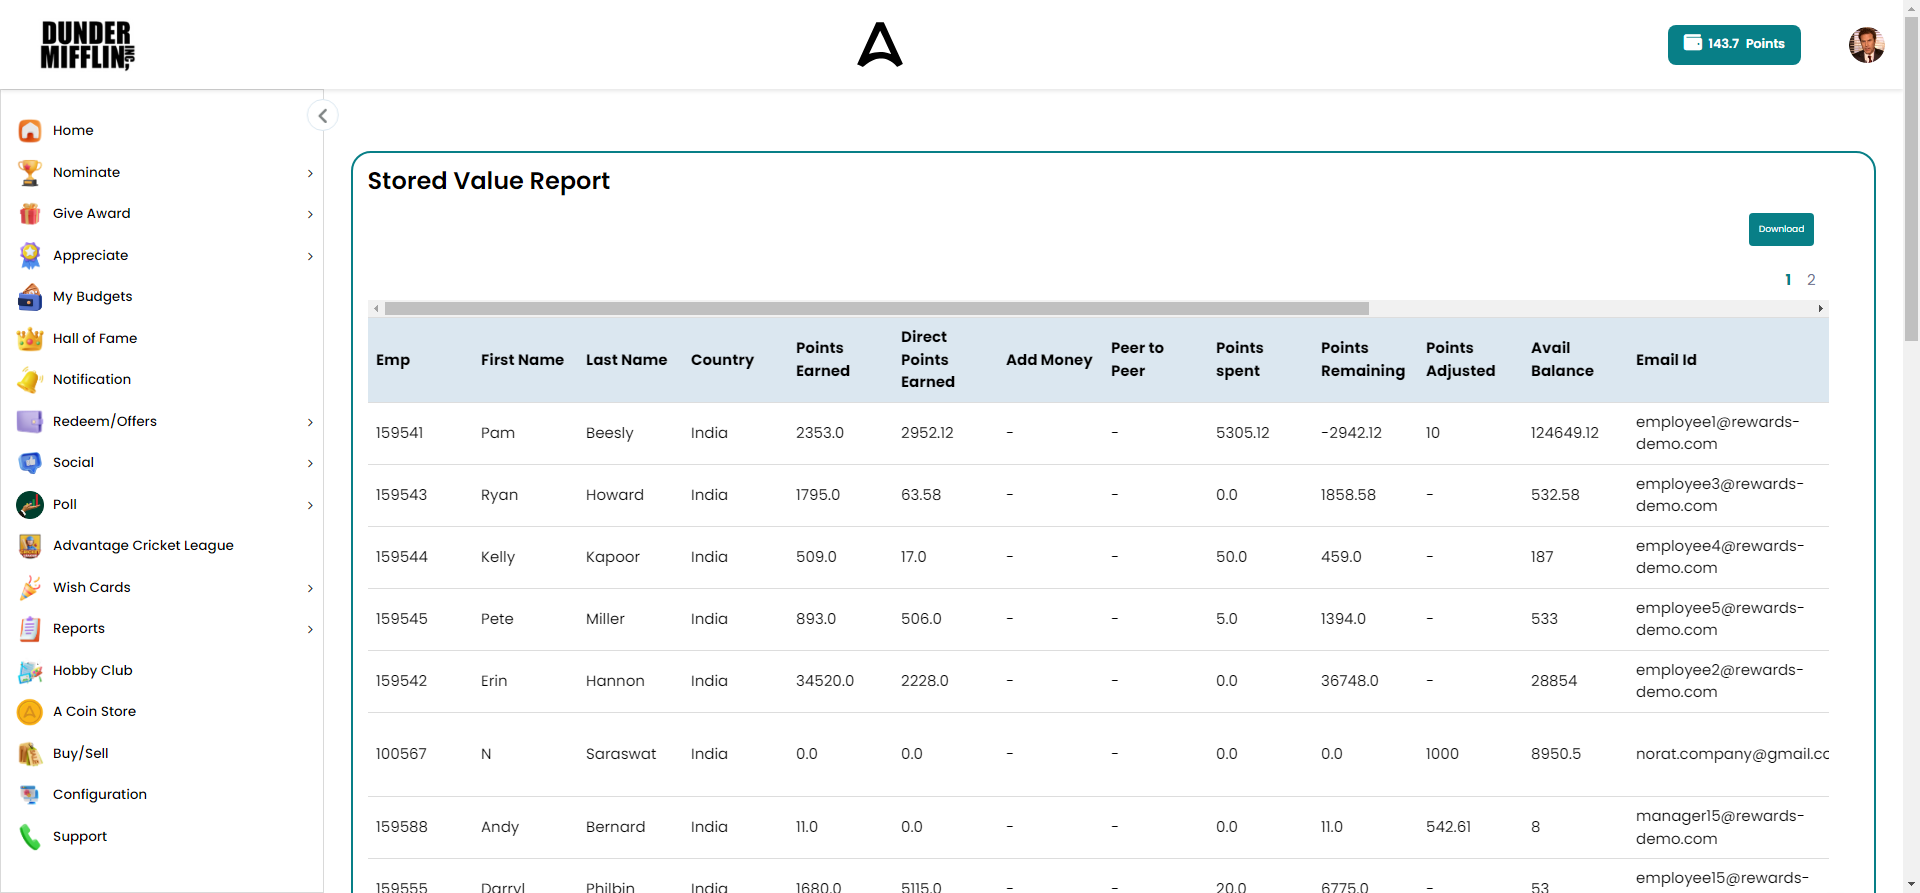 DUNDER
MIFFLIN INC,
143.7 Points
Home
Nominate
Give Award
Appreciate
My Budgets
Hall of Fame
Notification
Redeem/Offers
Social
Poll
Advantage Cricket League
Wish Cards
Reports
Hobby Club
A Coin Store
Buy/Sell
Configuration
Support
Stored Value Report
Download
1 2
Emp First Name Last Name Country Points Earned Direct Points Earned Add Money Peer to Peer Points spent Points Remaining Points Adjusted Avail Balance Email Id
159541 Pam Beesly India 2353.0 2952.12 - - 5305.12 -2942.12 10 124649.12 employee1@rewards-demo.com
159543 Ryan Howard India 1795.0 63.58 - - 0.0 1858.58 - 532.58 employee3@rewards-demo.com
159544 Kelly Kapoor India 509.0 17.0 - - 50.0 459.0 - 187 employee4@rewards-demo.com
159545 Pete Miller India 893.0 506.0 - - 5.0 1394.0 - 533 employee5@rewards-demo.com
159542 Erin Hannon India 34520.0 2228.0 - - 0.0 36748.0 - 28854 employee2@rewards-demo.com
100567 N Saraswat India 0.0 0.0 - - 0.0 0.0 1000 8950.5 norat.company@gmail.co
159588 Andy Bernard India 11.0 0.0 - - 0.0 11.0 542.61 8 manager15@rewards-demo.com
159555 Darryl Philbin India 1680.0 5115.0 - - 20.0 6775.0 - 53 employee15@rewards-